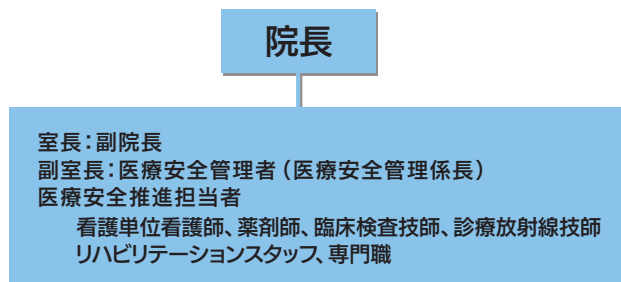 院長
室長：副院長
副室長：医療安全管理者（医療安全管理係長）
医療安全推進担当者
看護単位看護師、薬剤師、臨床検査技師、診療放射線技師
リハビリテーションスタッフ、専門職